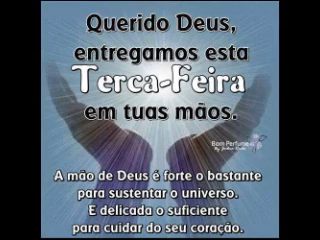 Querido Deus,
entregamos esta
Terca-Feira
em tuas mãos.
Bom Perfume
A mão de Deus é forte o bastante
para sustentar o universo.
E delicada o suficiente
para cuidar do seu coração.